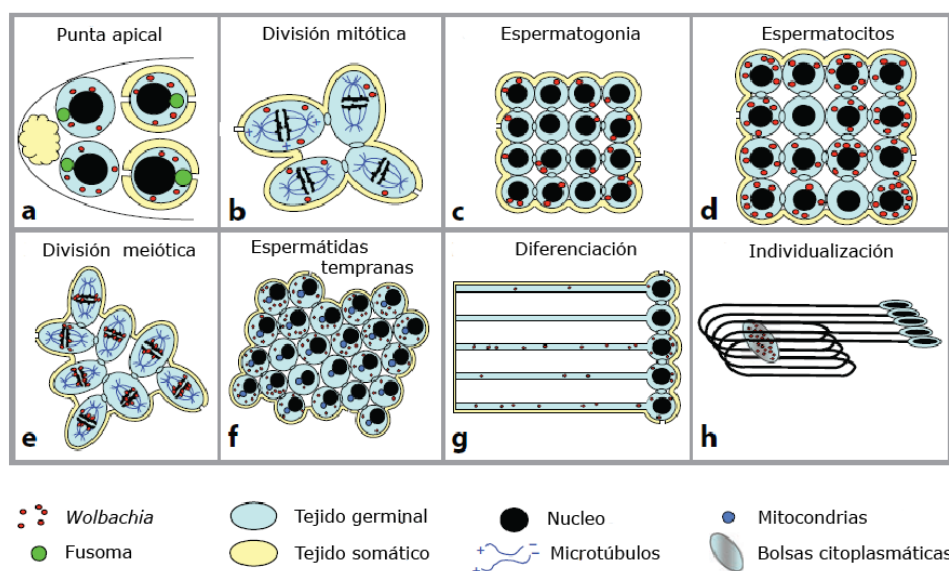 Punta apical
División mitótica
Espermatogonia
Espermatocitos
a
b
c
d
División meiótica
Espermátidas
tempranas
Diferenciación
Individualización
e
f
g
h
Wolbachia
Tejido germinal
Nucleo
Mitocondrias
Fusoma
Tejido somático
+ - Microtúbulos
+ -
Bolsas citoplasmáticas